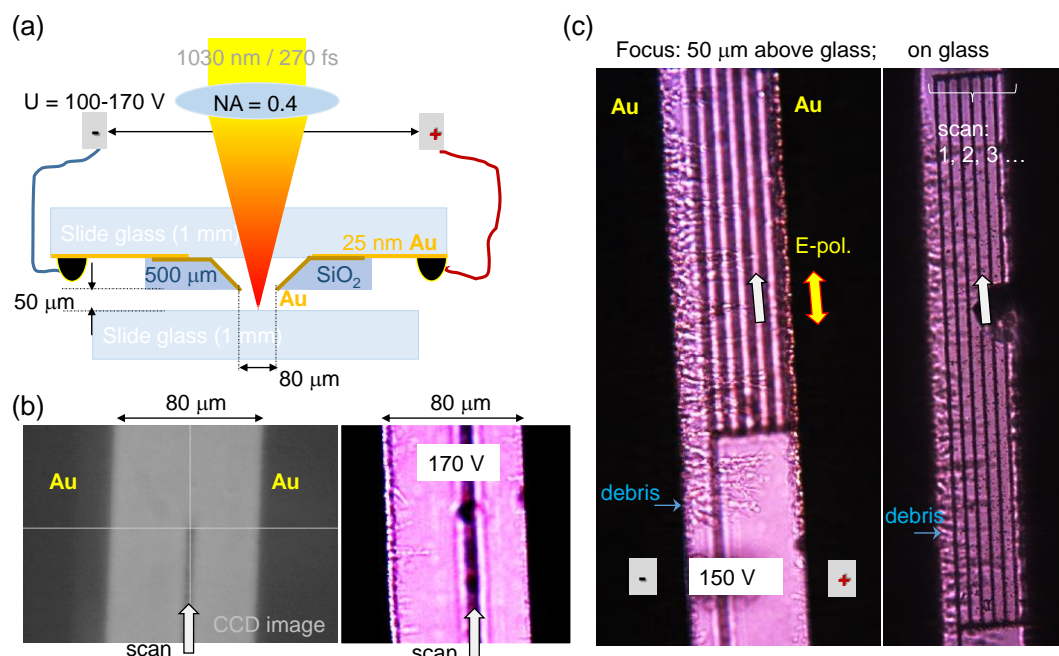 (a)
1030 nm / 270 fs
U = 100-170 V
NA = 0.4
-
+
Slide glass (1 mm)
25 nm Au
500 μm
SiO2
50 μm
Au
Slide glass (1 mm)
80 μm
(b)
80 μm
80 μm
Au
Au
170 V
CCD image
scan
scan
(c)
Focus: 50 μm above glass; on glass
Au
Au
scan:
1, 2, 3 ...
E-pol.
debris
debris
-
150 V
+